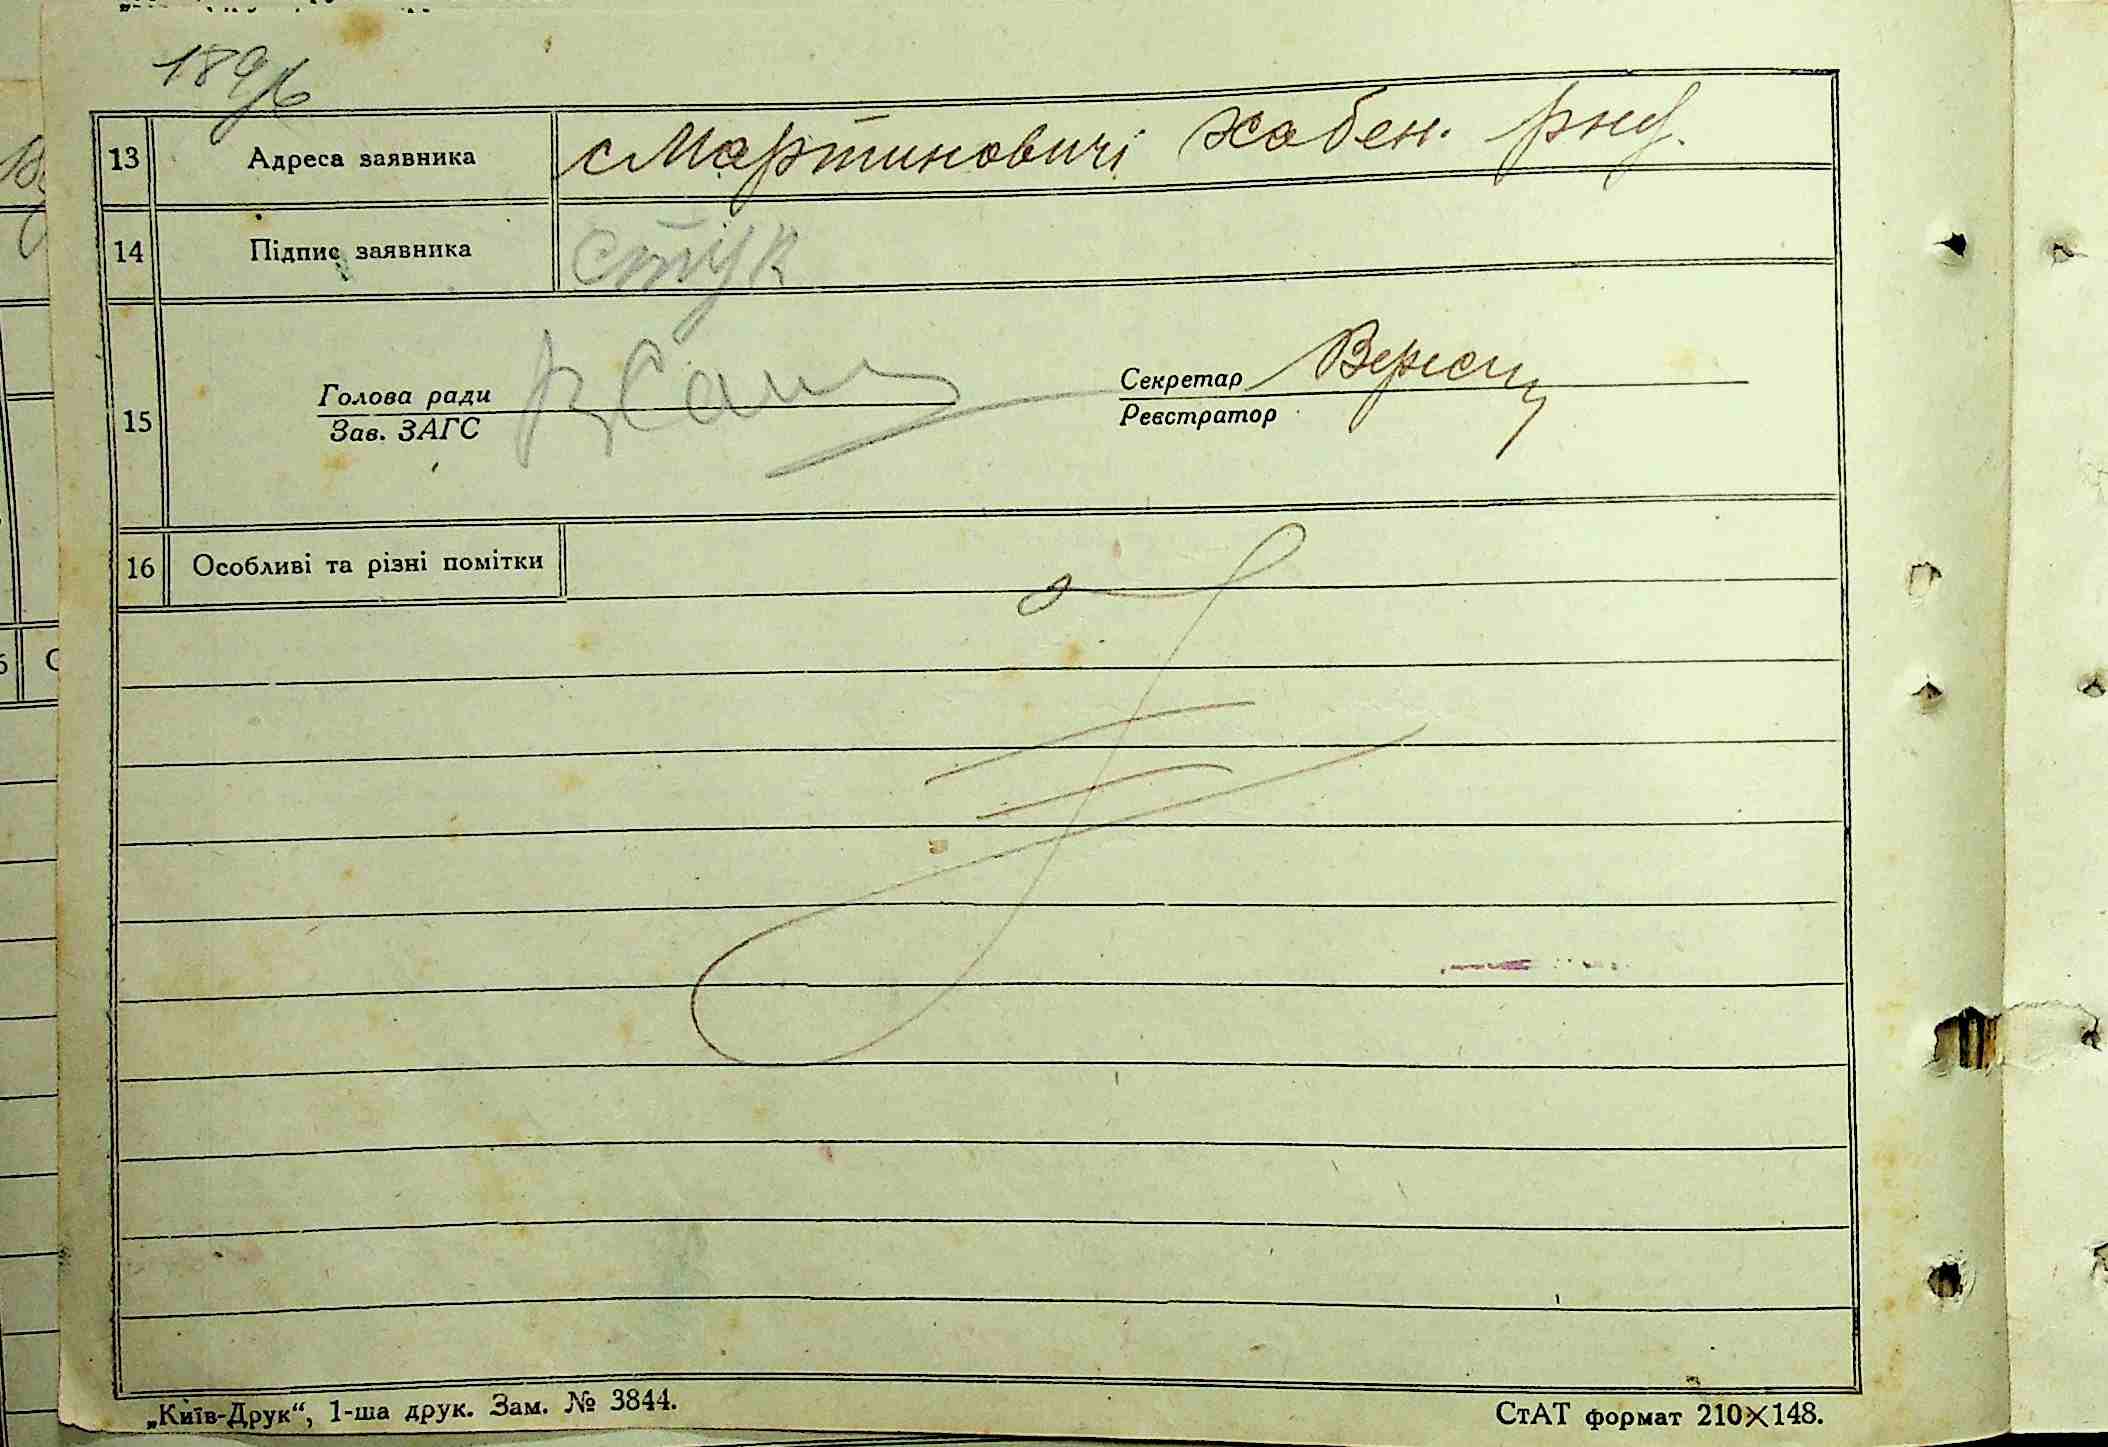 189б
13 Адреса заявника с Мартиновичі Хабен. рну.
14 Підпис заявника Стук
15 Голова ради Секретар
Зав. ЗАГС Реєстратор
16 Особливі та різні помітки
„Київ-Друк“, 1-ша друк. Зам. № 3844. СтАТ формат 210×148.